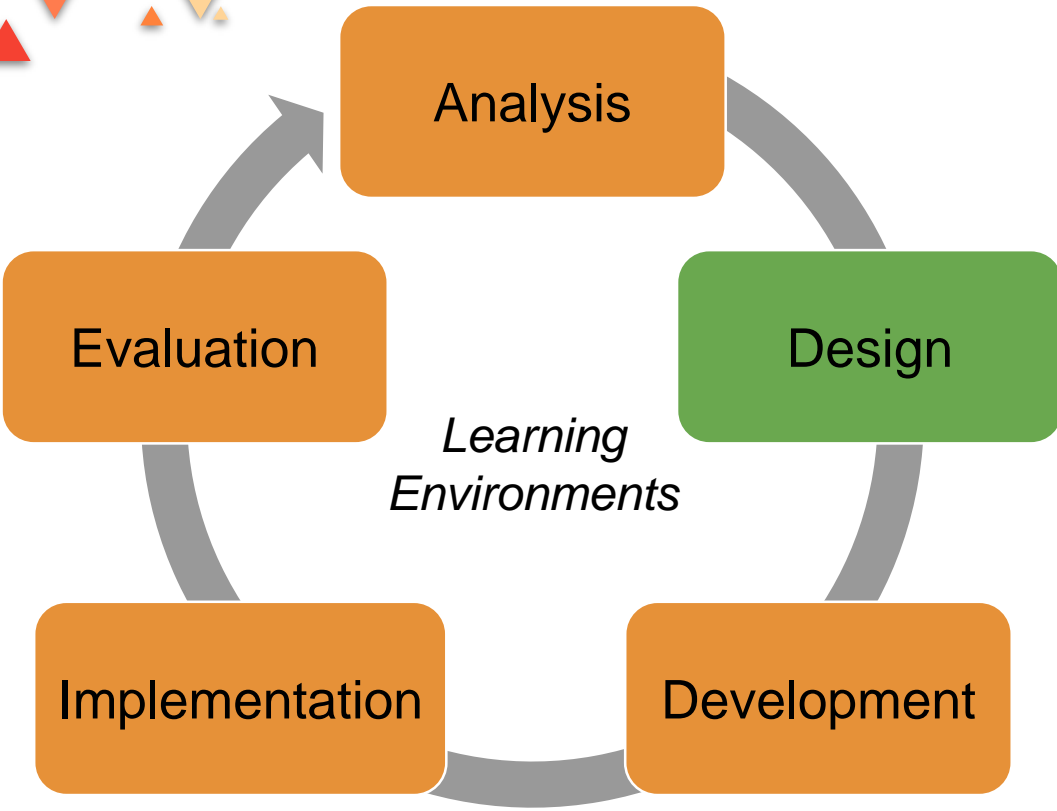 Analysis
Evaluation
Design
Learning
Environments
Implementation
Development